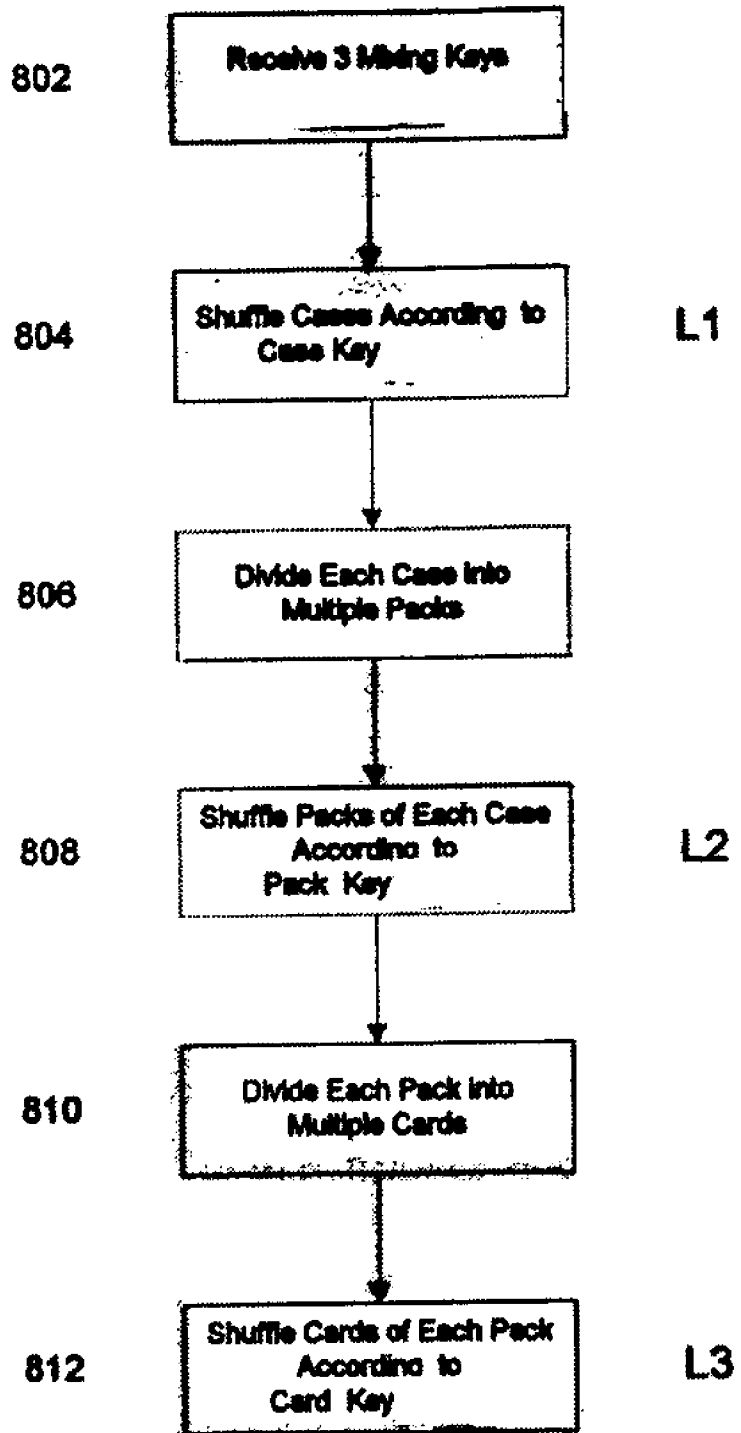 802
Receive 3 Mixing Keys
804
Shuffle Cases According to
Case Key
L1
806
Divide Each Case into
Multiple Packs
808
Shuffle Packs of Each Case
According to
Pack Key
L2
810
Divide Each Pack into
Multiple Cards
812
Shuffle Cards of Each Pack
According to
Card Key
L3